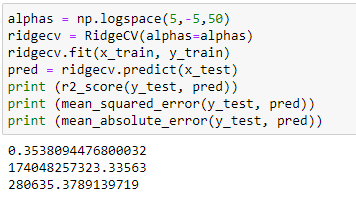 alphas = np.logspace(5,-5,50)
ridgecv = RidgeCV(alphas=alphas)
ridgecv.fit(x_train, y_train)
pred = ridgecv.predict(x_test)
print (r2_score(y_test, pred))
print (mean_squared_error(y_test, pred))
print (mean_absolute_error(y_test, pred))
0.3538094476800032
174048257323.33563
280635.3789139719